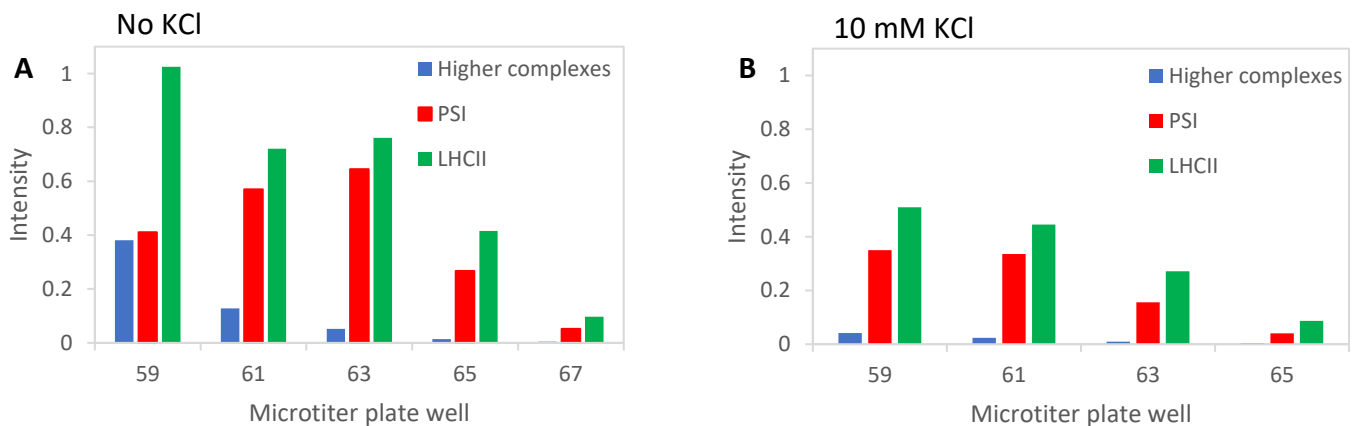 No KCl
A
Higher complexes
PSI
LHCII
1
0.8
0.6
0.4
0.2
0
Intensity
59 61 63 65 67
Microtiter plate well
10 mM KCl
B
Higher complexes
PSI
LHCII
1
0.8
0.6
0.4
0.2
0
Intensity
59 61 63 65
Microtiter plate well